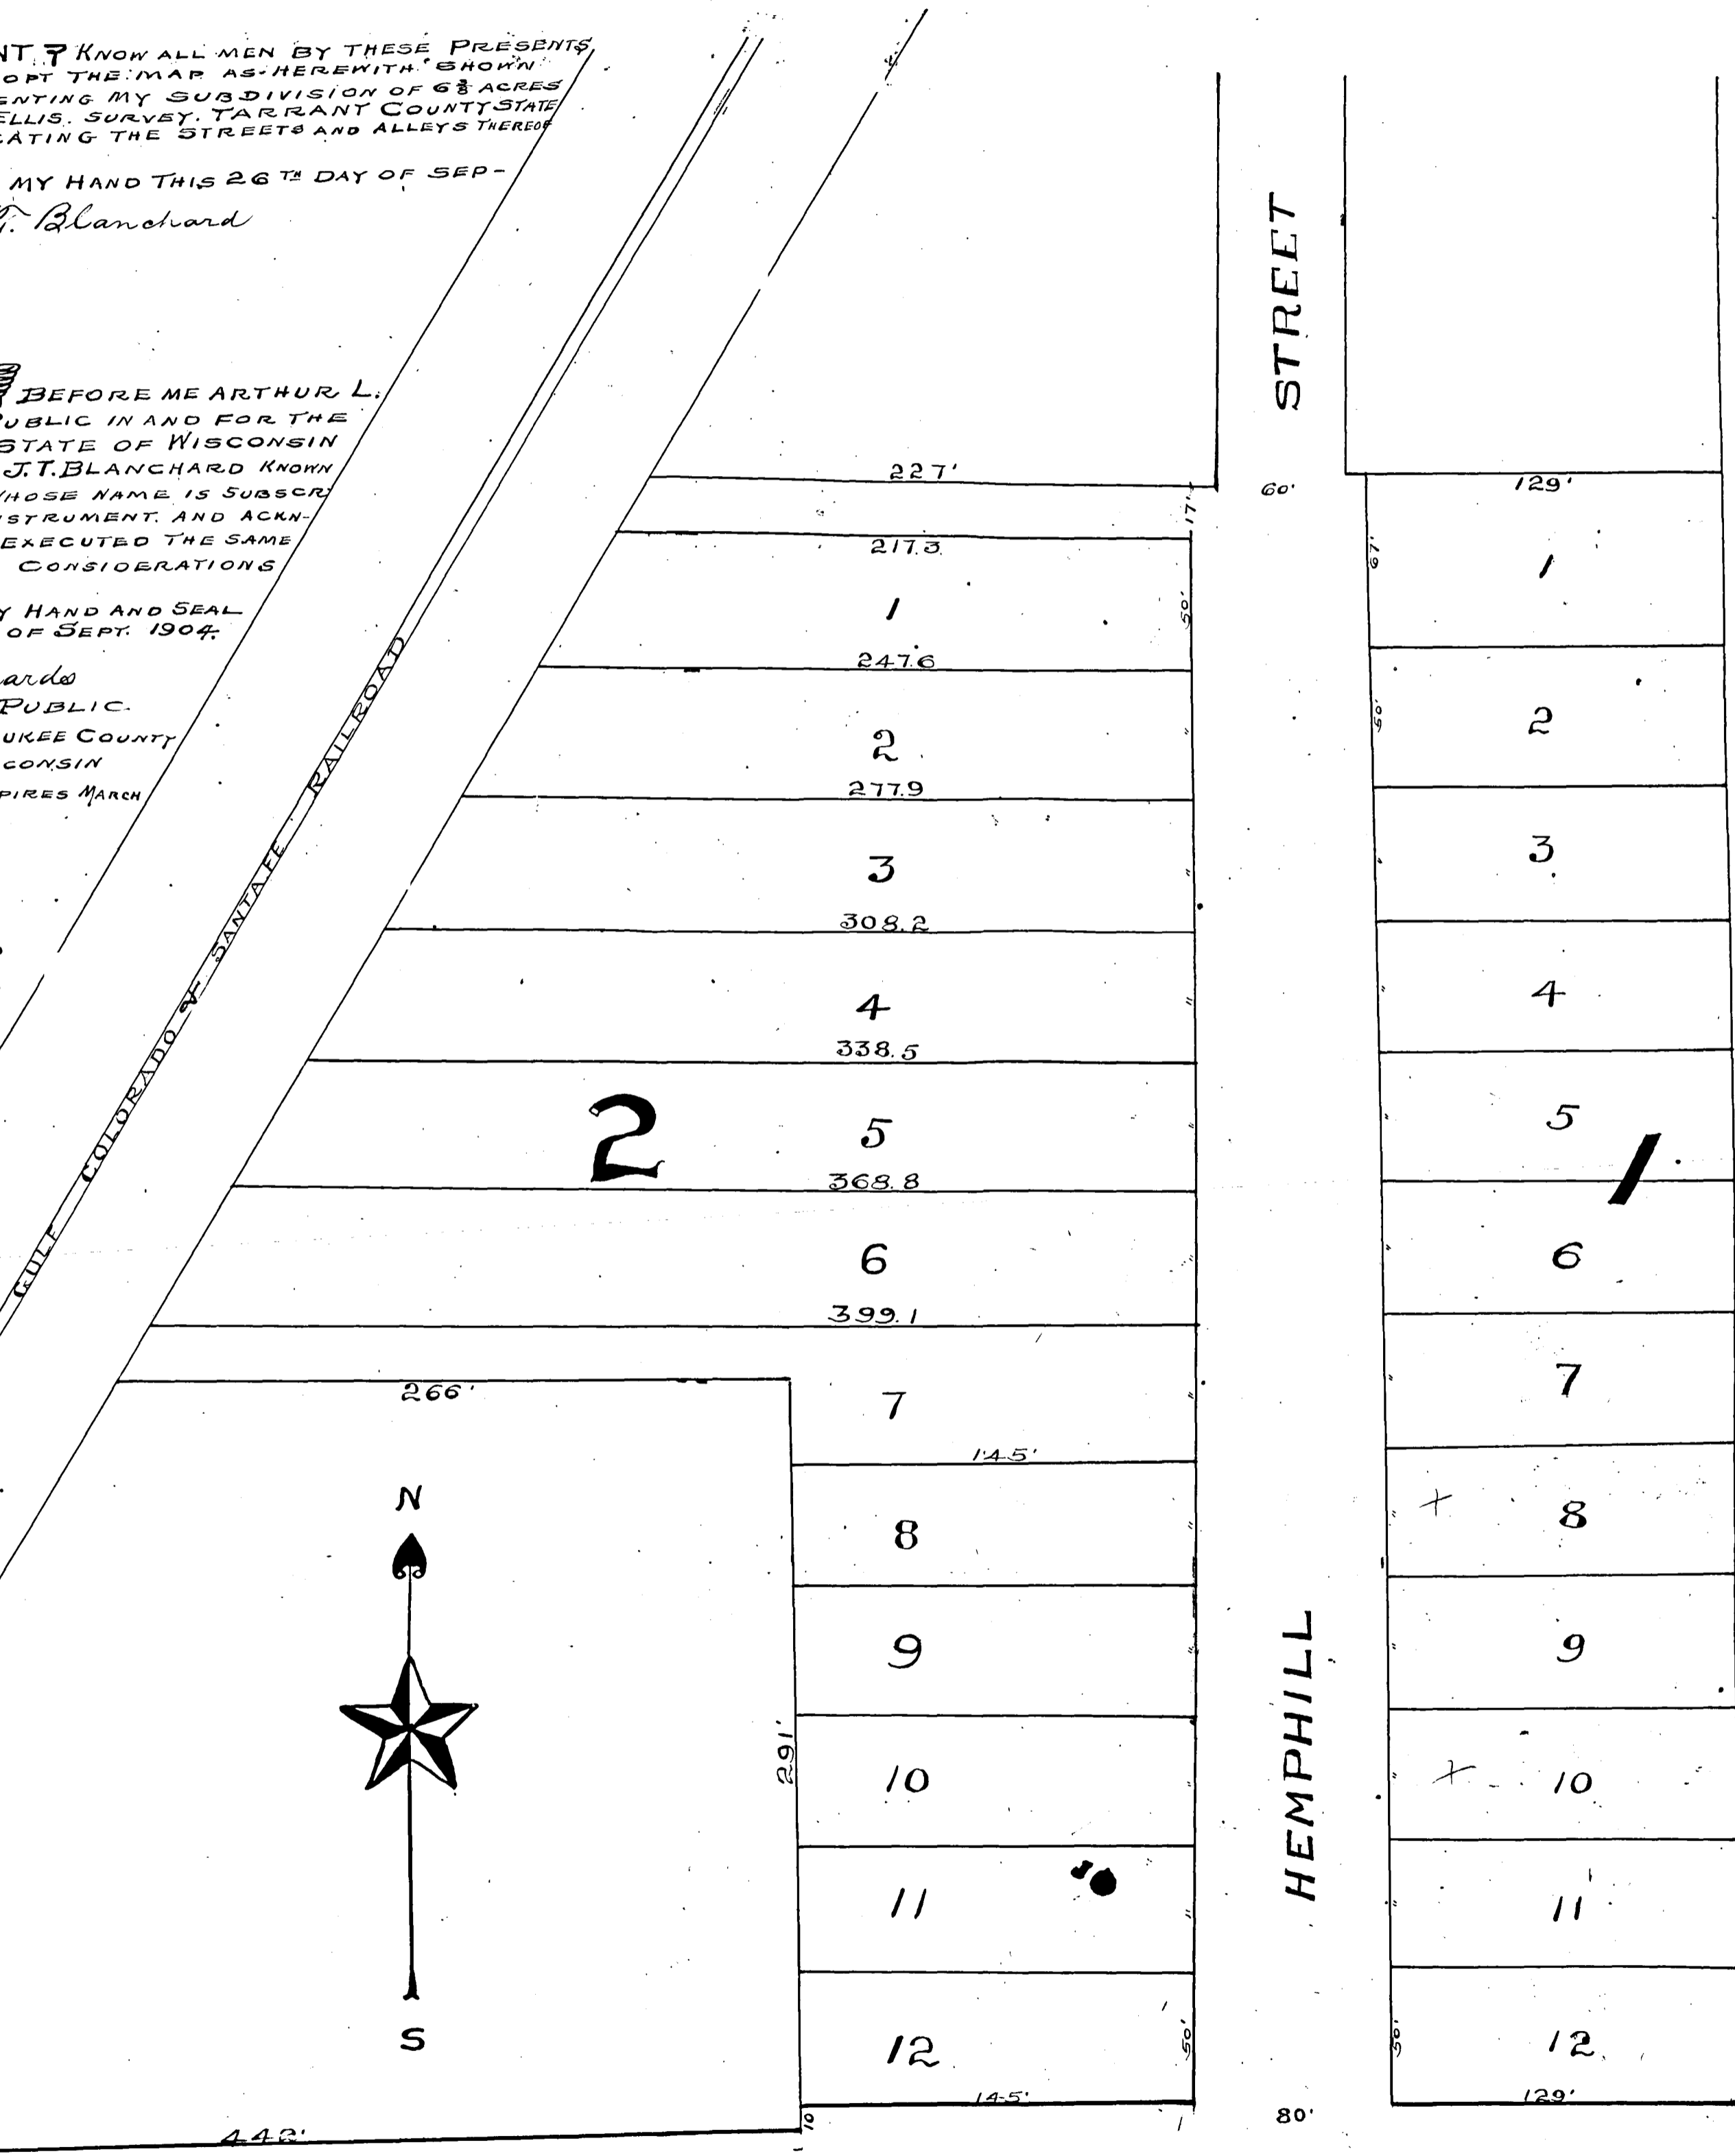 NT. KNOW ALL MEN BY THESE PRESENTS
OPT THE MAP AS HEREWITH SHOWN
ENTING MY SUBDIVISION OF 6⅜ ACRES
ELLIS. SURVEY. TARRANT COUNTY STATE
CATING THE STREETS AND ALLEYS THEREOF
MY HAND THIS 26TH DAY OF SEP-
T. Blanchard
BEFORE ME ARTHUR L.
PUBLIC IN AND FOR THE
STATE OF WISCONSIN
J.T. BLANCHARD KNOWN
WHOSE NAME IS SUBSCR
STRUMENT. AND ACKN-
EXECUTED THE SAME
CONSIDERATIONS
Y HAND AND SEAL
OF SEPT. 1904.
ards
PUBLIC.
UKEE COUNTY
CONSIN
PIRES MARCH
GULF COLORADO & SANTA FE RAILROAD
HEMPHILL STREET
227'
17'
60'
217.3
1
50'
247.6
2
"
277.9
3
"
308.2
4
"
338.5
2
5
"
368.8
6
"
399.1
266'
7
"
145'
8
"
9
"
291'
10
"
11
"
12
50'
145'
10
442'
80'
N
S
129'
67'
1
50'
2
3
"
4
"
5
"
1
6
"
7
"
8
"
9
"
10
"
11
"
12
50'
129'